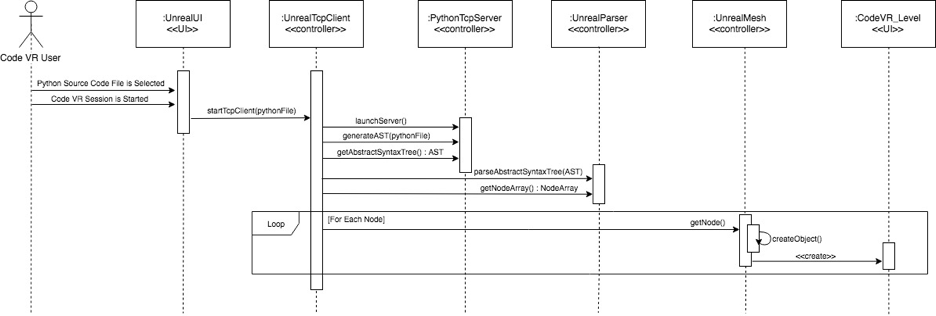 :UnrealUI
<<UI>>
:UnrealTcpClient
<<controller>>
:PythonTcpServer
<<controller>>
:UnrealParser
<<controller>>
:UnrealMesh
<<controller>>
:CodeVR_Level
<<UI>>
Code VR User
Python Source Code File is Selected
Code VR Session is Started
startTcpClient(pythonFile)
launchServer()
generateAST(pythonFile)
getAbstractSyntaxTree() : AST
parseAbstractSyntaxTree(AST)
getNodeArray() : NodeArray
Loop
[For Each Node]
getNode()
createObject()
<<create>>